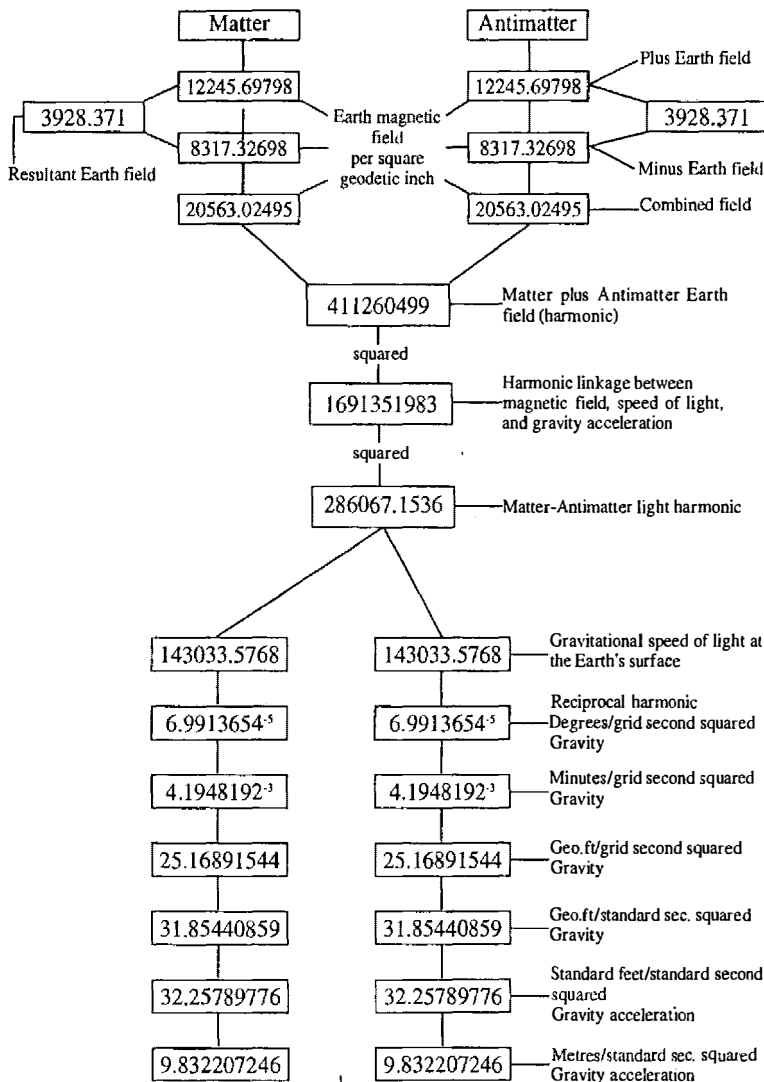 Matter
Antimatter
Plus Earth field
12245.69798
12245.69798
3928.371
Earth magnetic
field
per square
geodetic inch
3928.371
8317.32698
8317.32698
Resultant Earth field
Minus Earth field
20563.02495
20563.02495
Combined field
411260499
Matter plus Antimatter Earth
field (harmonic)
squared
1691351983
Harmonic linkage between
magnetic field, speed of light,
and gravity acceleration
squared
286067.1536
Matter-Antimatter light harmonic
143033.5768
143033.5768
Gravitational speed of light at
the Earth's surface
6.9913654⁻⁵
6.9913654⁻⁵
Reciprocal harmonic
Degrees/grid second squared
Gravity
4.1948192⁻³
4.1948192⁻³
Minutes/grid second squared
Gravity
25.16891544
25.16891544
Geo.ft/grid second squared
Gravity
31.85440859
31.85440859
Geo.ft/standard sec. squared
Gravity
32.25789776
32.25789776
Standard feet/standard second
squared
Gravity acceleration
9.832207246
9.832207246
Metres/standard sec. squared
Gravity acceleration